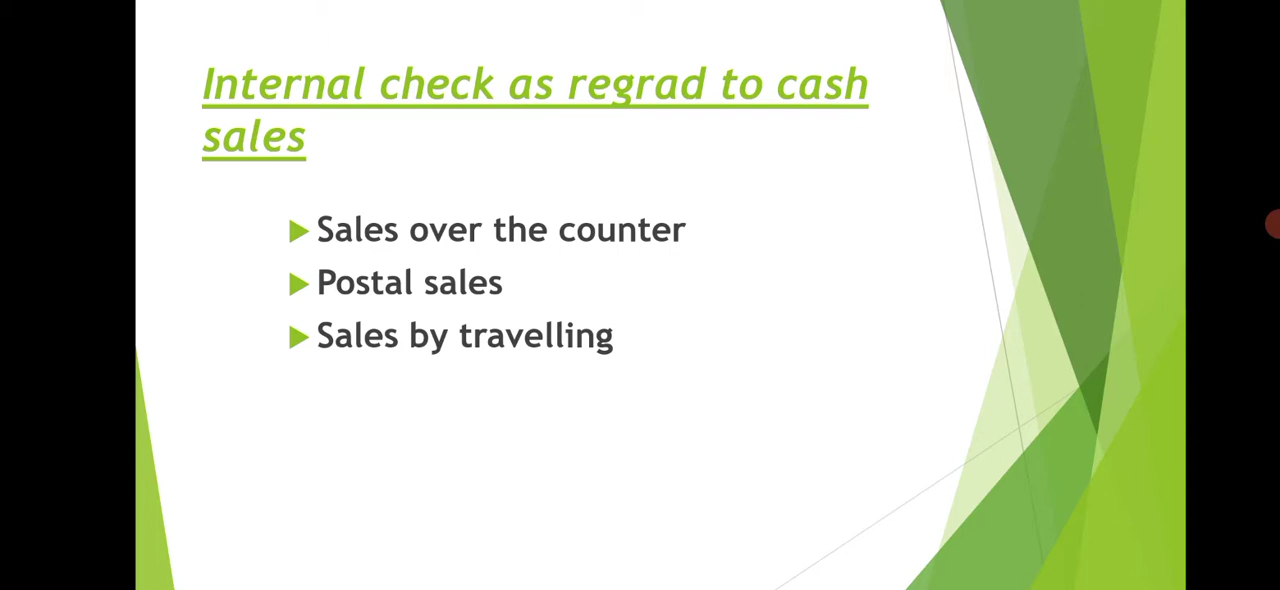 Internal check as regrad to cash
sales
Sales over the counter
Postal sales
Sales by travelling